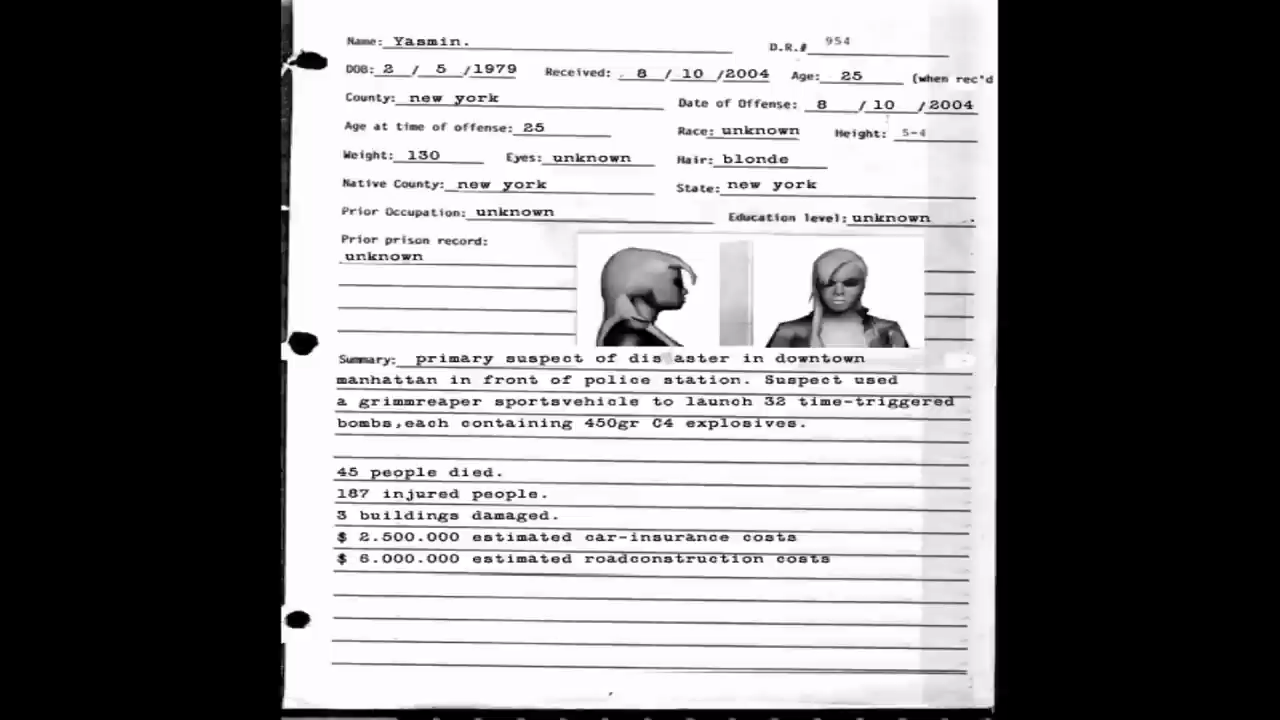 Name: Yasmin. D.R.# 954
DOB: 2 / 5 /1979 Received: 8 / 10 /2004 Age: 25 (when rec'd
County: new york Date of Offense: 8 / 10 /2004
Age at time of offense: 25 Race: unknown Height: 5-4
Weight: 130 Eyes: unknown Hair: blonde
Native County: new york State: new york
Prior Occupation: unknown Education level: unknown
Prior prison record:
unknown
Summary: primary suspect of disaster in downtown
manhattan in front of police station. Suspect used
a grimmreaper sportsvehicle to launch 32 time-triggered
bombs,each containing 450gr C4 explosives.
45 people died.
187 injured people.
3 buildings damaged.
$ 2.500.000 estimated car-insurance costs
$ 6.000.000 estimated roadconstruction costs